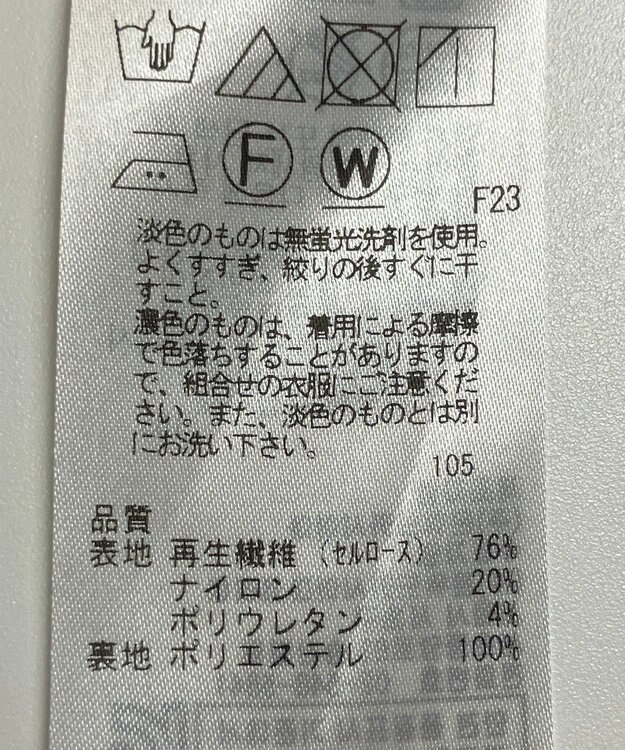 F W
F23
淡色のものは無蛍光洗剤を使用。
よくすすぎ、絞りの後すぐに干
すこと。
濃色のものは、着用による摩擦
で色落ちすることがありますの
で、組合せの衣服にご注意くだ
さい。また、淡色のものとは別
にお洗い下さい。
105
品質
表地 再生繊維 (セルロース) 76%
ナイロン 20%
ポリウレタン 4%
裏地 ポリエステル 100%